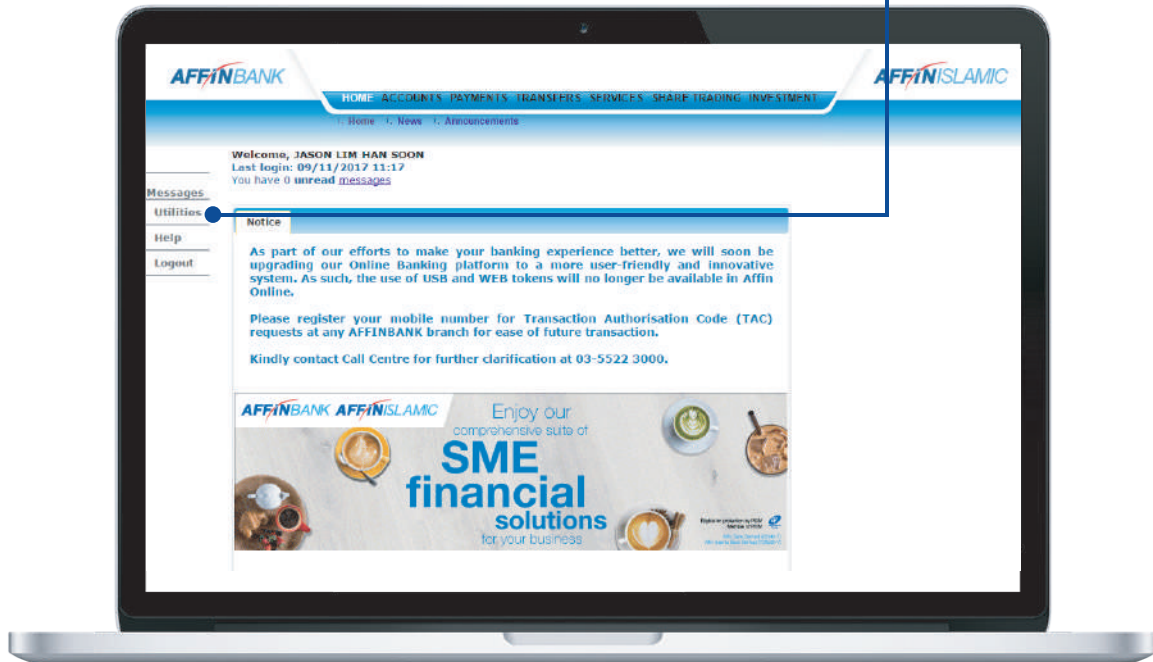 AFFINBANK
AFFINISLAMIC
HOME ACCOUNTS PAYMENTS TRANSFERS SERVICES SHARE TRADING INVESTMENT
Home News Announcements
Welcome, JASON LIM HAN SOON
Last login: 09/11/2017 11:17
You have 0 unread messages
Messages
Utilities
Help
Logout
Notice
As part of our efforts to make your banking experience better, we will soon be
upgrading our Online Banking platform to a more user-friendly and innovative
system. As such, the use of USB and WEB tokens will no longer be available in Affin
Online.
Please register your mobile number for Transaction Authorisation Code (TAC)
requests at any AFFINBANK branch for ease of future transaction.
Kindly contact Call Centre for further clarification at 03-5522 3000.
AFFINBANK AFFINISLAMIC
Enjoy our
comprehensive suite of
SME
financial
solutions
for your business